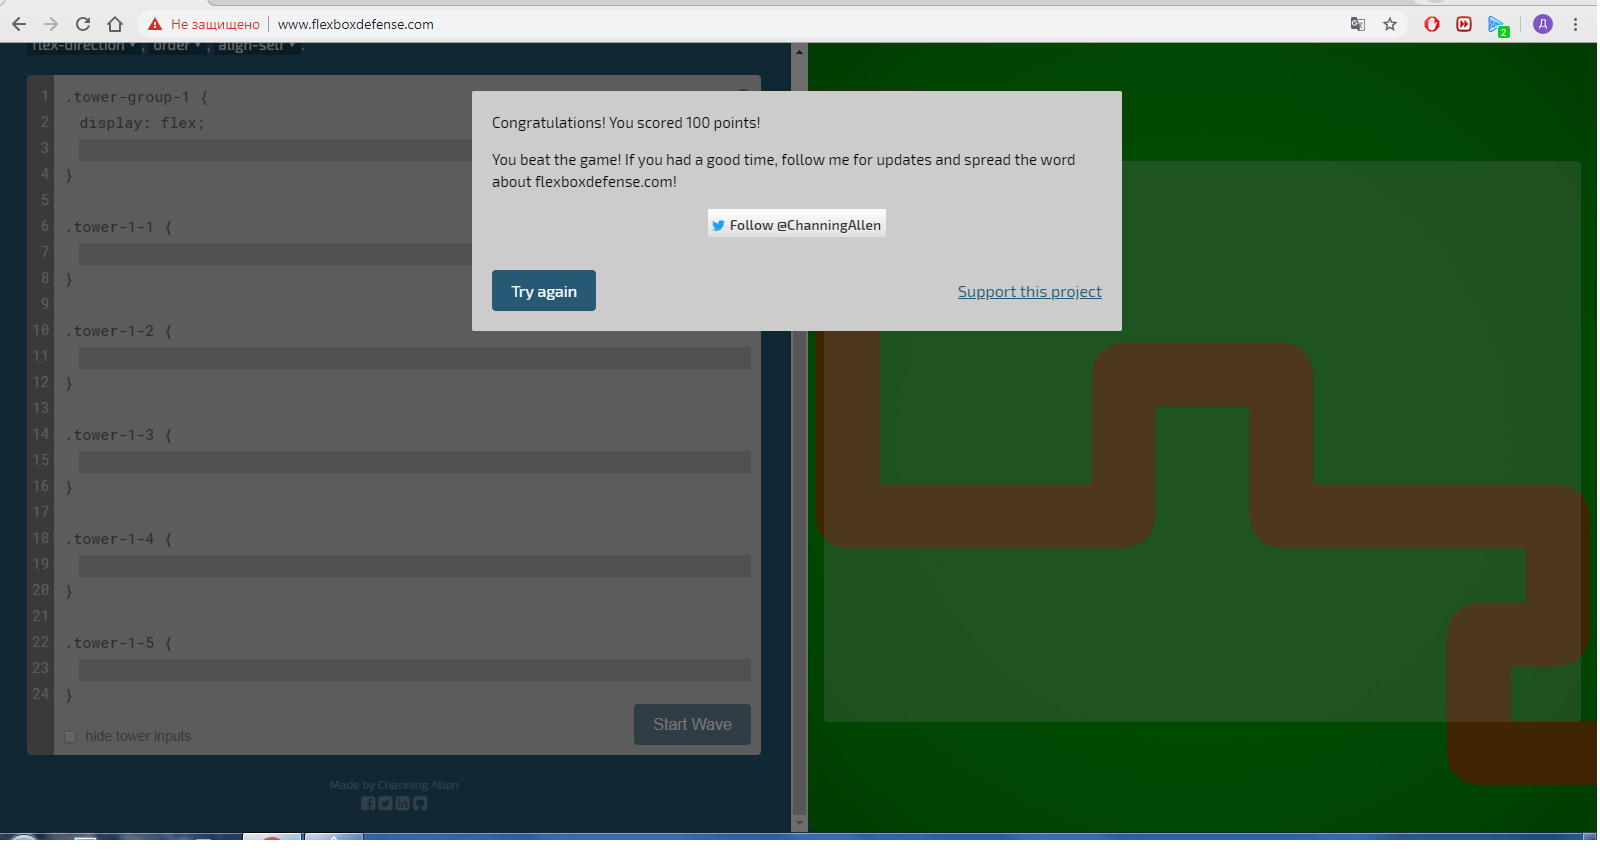 Не защищено
www.flexboxdefense.com
2
Д
flex-direction ▾, order ▾, align-self ▾.
1 .tower-group-1 {
2 display: flex;
3
4 }
5
6 .tower-1-1 {
7
8 }
9
10 .tower-1-2 {
11
12 }
13
14 .tower-1-3 {
15
16 }
17
18 .tower-1-4 {
19
20 }
21
22 .tower-1-5 {
23
24 }
hide tower inputs
Start Wave
Made by Channing Allen
Congratulations! You scored 100 points!
You beat the game! If you had a good time, follow me for updates and spread the word
about flexboxdefense.com!
Follow @ChanningAllen
Try again
Support this project